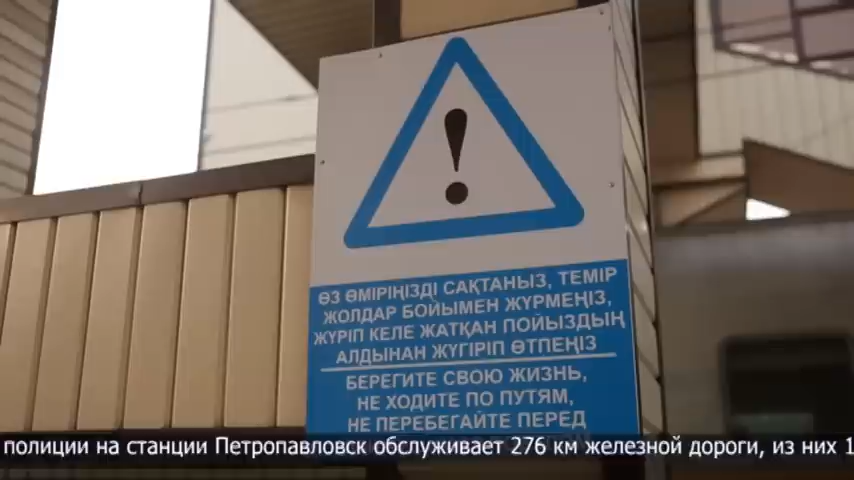 ӨЗ ӨМІРІҢІЗДІ САҚТАНЫЗ, ТЕМІР
ЖОЛДАР БОЙЫМЕН ЖҮРМЕҢІЗ,
ЖҮРІП КЕЛЕ ЖАТҚАН ПОЙЫЗДЫҢ
АЛДЫНАН ЖҮГІРІП ӨТПЕҢІЗ
БЕРЕГИТЕ СВОЮ ЖИЗНЬ,
НЕ ХОДИТЕ ПО ПУТЯМ,
НЕ ПЕРЕБЕГАЙТЕ ПЕРЕД
полиции на станции Петропавловск обслуживает 276 км железной дороги, из них 1